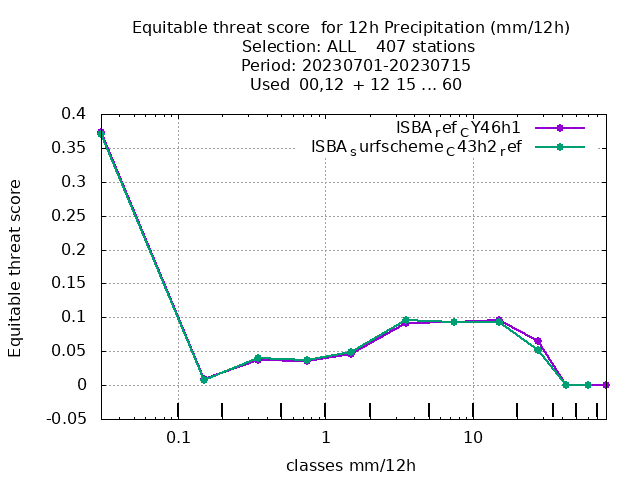 Equitable threat score for 12h Precipitation (mm/12h)
Selection: ALL 407 stations
Period: 20230701-20230715
Used 00,12 + 12 15 ... 60
ISBA_ref_CY46h1
ISBA_surfscheme_C43h2_ref
0.4
0.35
0.3
0.25
0.2
0.15
0.1
0.05
0
-0.05
Equitable threat score
0.1
1
10
classes mm/12h